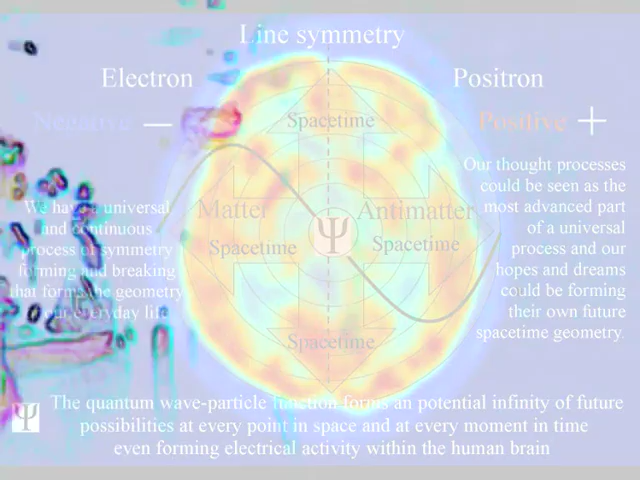 Line symmetry
Electron
Positron
Negative −
Positive +
Spacetime
We have a universal
and continuous
process of symmetry
forming and breaking
that forms the geometry
our everyday life
Matter
Antimatter
Spacetime
Spacetime
Ψ
Spacetime
Our thought processes
could be seen as the
most advanced part
of a universal
process and our
hopes and dreams
could be forming
their own future
spacetime geometry.
Ψ The quantum wave-particle function forms an potential infinity of future
possibilities at every point in space and at every moment in time
even forming electrical activity within the human brain